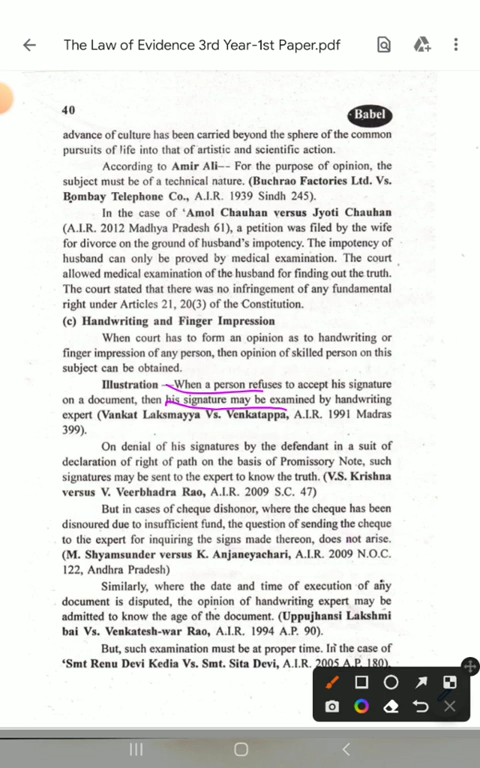 The Law of Evidence 3rd Year-1st Paper.pdf
40
Babel
advance of culture has been carried beyond the sphere of the common
pursuits of life into that of artistic and scientific action.
According to Amir Ali-- For the purpose of opinion, the
subject must be of a technical nature. (Buchrao Factories Ltd. Vs.
Bombay Telephone Co., A.I.R. 1939 Sindh 245).
In the case of ‘Amol Chauhan versus Jyoti Chauhan
(A.I.R. 2012 Madhya Pradesh 61), a petition was filed by the wife
for divorce on the ground of husband's impotency. The impotency of
husband can only be proved by medical examination. The court
allowed medical examination of the husband for finding out the truth.
The court stated that there was no infringement of any fundamental
right under Articles 21, 20(3) of the Constitution.
(c) Handwriting and Finger Impression
When court has to form an opinion as to handwriting or
finger impression of any person, then opinion of skilled person on this
subject can be obtained.
Illustration --When a person refuses to accept his signature
on a document, then his signature may be examined by handwriting
expert (Vankat Laksmayya Vs. Venkatappa, A.I.R. 1991 Madras
399).
On denial of his signatures by the defendant in a suit of
declaration of right of path on the basis of Promissory Note, such
signatures may be sent to the expert to know the truth. (V.S. Krishna
versus V. Veerbhadra Rao, A.I.R. 2009 S.C. 47)
But in cases of cheque dishonor, where the cheque has been
disnoured due to insufficient fund, the question of sending the cheque
to the expert for inquiring the signs made thereon, does not arise.
(M. Shyamsunder versus K. Anjaneyachari, A.I.R. 2009 N.O.C.
122, Andhra Pradesh)
Similarly, where the date and time of execution of any
document is disputed, the opinion of handwriting expert may be
admitted to know the age of the document. (Uppujhansi Lakshmi
bai Vs. Venkatesh-war Rao, A.I.R. 1994 A.P. 90).
But, such examination must be at proper time. In the case of
‘Smt Renu Devi Kedia Vs. Smt. Sita Devi, A.I.R. 2005 A.P. 180),